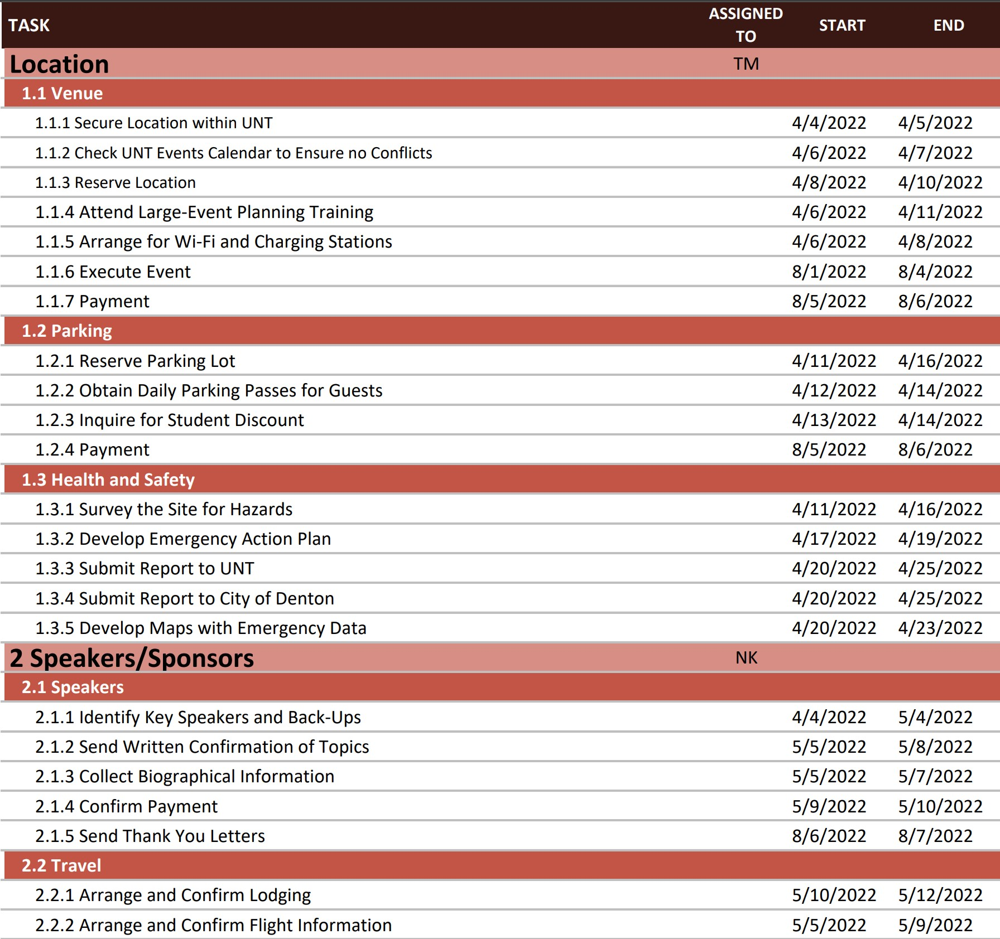 TASK ASSIGNED TO START END
Location TM
1.1 Venue
1.1.1 Secure Location within UNT 4/4/2022 4/5/2022
1.1.2 Check UNT Events Calendar to Ensure no Conflicts 4/6/2022 4/7/2022
1.1.3 Reserve Location 4/8/2022 4/10/2022
1.1.4 Attend Large-Event Planning Training 4/6/2022 4/11/2022
1.1.5 Arrange for Wi-Fi and Charging Stations 4/6/2022 4/8/2022
1.1.6 Execute Event 8/1/2022 8/4/2022
1.1.7 Payment 8/5/2022 8/6/2022
1.2 Parking
1.2.1 Reserve Parking Lot 4/11/2022 4/16/2022
1.2.2 Obtain Daily Parking Passes for Guests 4/12/2022 4/14/2022
1.2.3 Inquire for Student Discount 4/13/2022 4/14/2022
1.2.4 Payment 8/5/2022 8/6/2022
1.3 Health and Safety
1.3.1 Survey the Site for Hazards 4/11/2022 4/16/2022
1.3.2 Develop Emergency Action Plan 4/17/2022 4/19/2022
1.3.3 Submit Report to UNT 4/20/2022 4/25/2022
1.3.4 Submit Report to City of Denton 4/20/2022 4/25/2022
1.3.5 Develop Maps with Emergency Data 4/20/2022 4/23/2022
2 Speakers/Sponsors NK
2.1 Speakers
2.1.1 Identify Key Speakers and Back-Ups 4/4/2022 5/4/2022
2.1.2 Send Written Confirmation of Topics 5/5/2022 5/8/2022
2.1.3 Collect Biographical Information 5/5/2022 5/7/2022
2.1.4 Confirm Payment 5/9/2022 5/10/2022
2.1.5 Send Thank You Letters 8/6/2022 8/7/2022
2.2 Travel
2.2.1 Arrange and Confirm Lodging 5/10/2022 5/12/2022
2.2.2 Arrange and Confirm Flight Information 5/5/2022 5/9/2022